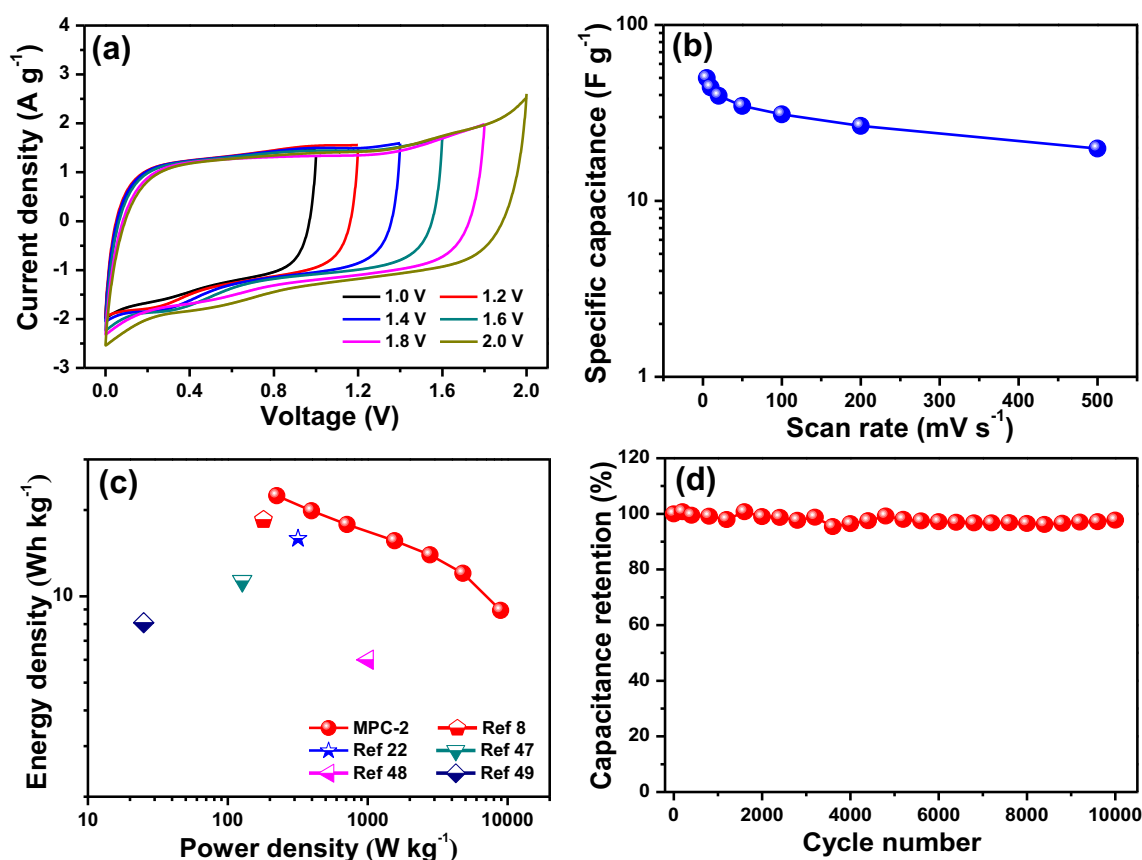 (a)
Current density (A g-1)
4
3
2
1
0
-1
-2
-3
0.0 0.4 0.8 1.2 1.6 2.0
Voltage (V)
1.0 V 1.2 V
1.4 V 1.6 V
1.8 V 2.0 V
(b)
Specific capacitance (F g-1)
100
10
1
0 100 200 300 400 500
Scan rate (mV s-1)
(c)
Energy density (Wh kg-1)
10
10 100 1000 10000
Power density (W kg-1)
MPC-2 Ref 8
Ref 22 Ref 47
Ref 48 Ref 49
(d)
Capacitance retention (%)
120
100
80
60
40
20
0
0 2000 4000 6000 8000 10000
Cycle number